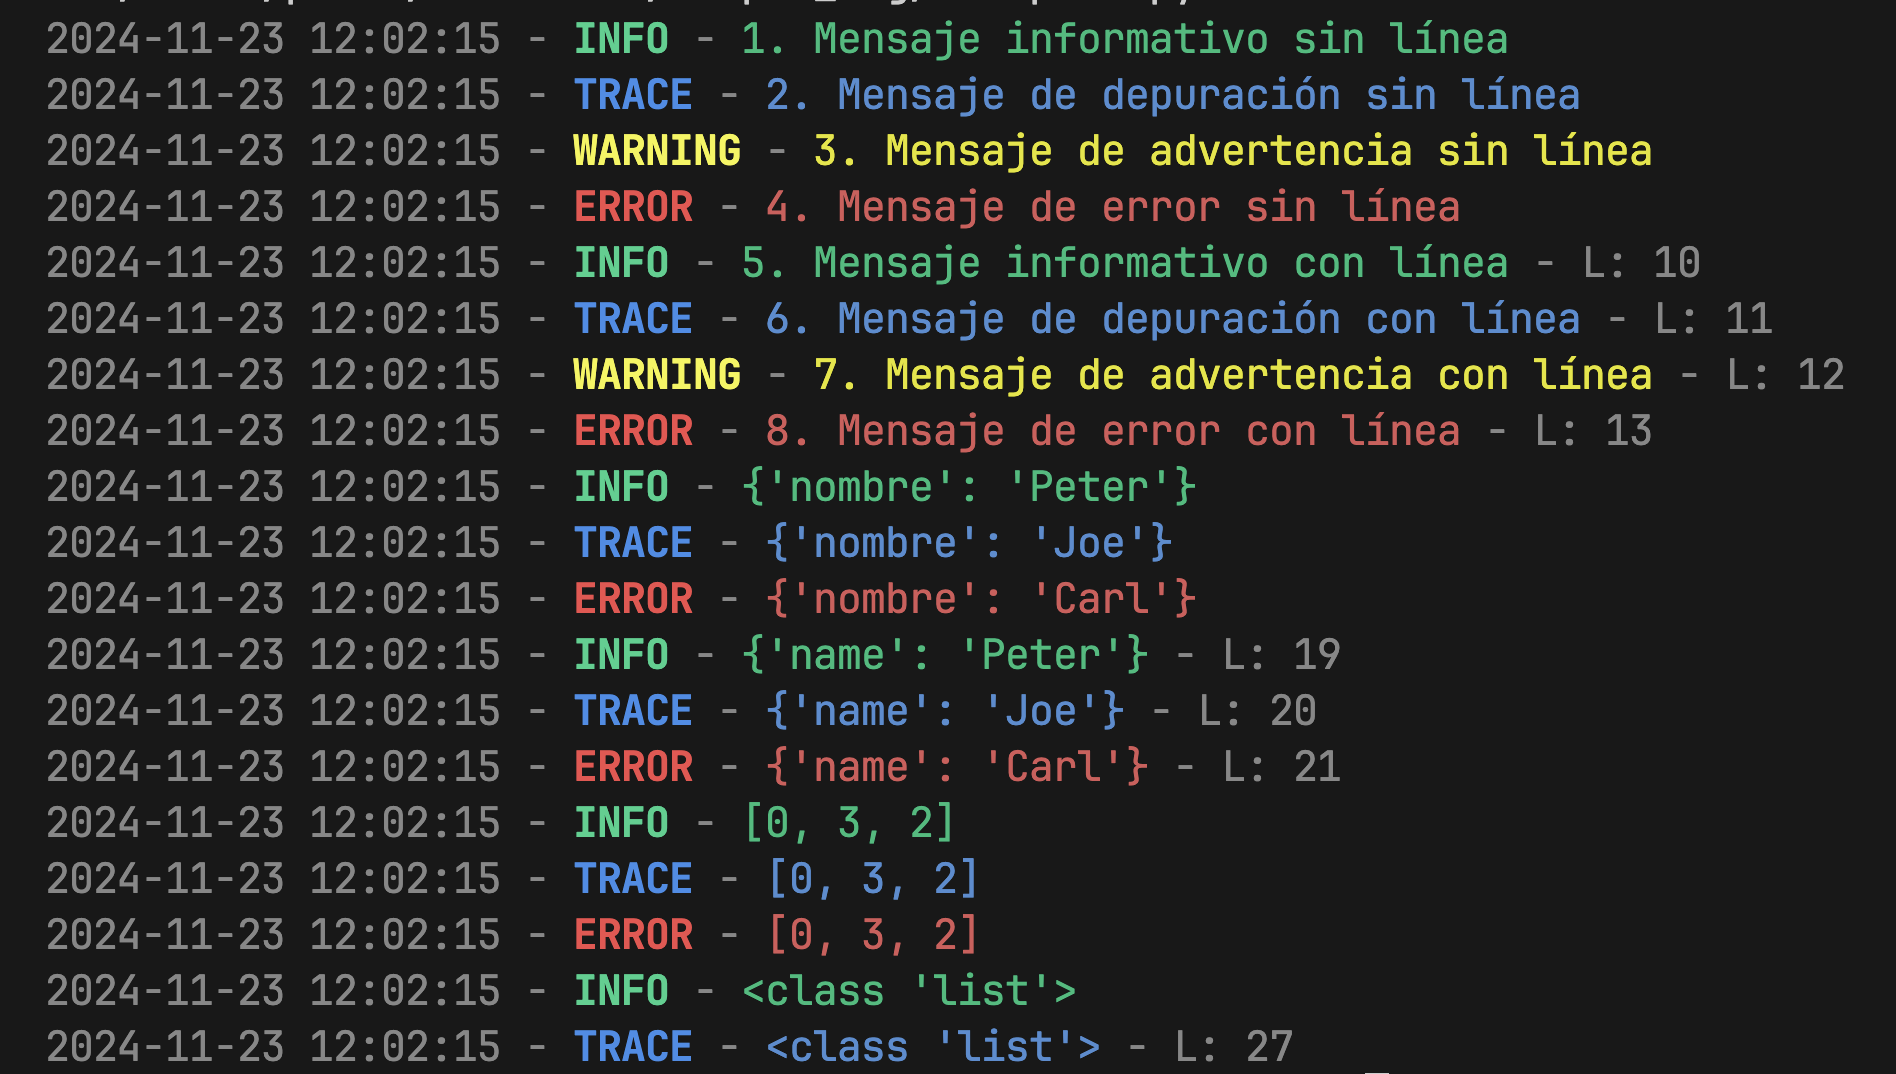 2024-11-23 12:02:15 - INFO - 1. Mensaje informativo sin línea
2024-11-23 12:02:15 - TRACE - 2. Mensaje de depuración sin línea
2024-11-23 12:02:15 - WARNING - 3. Mensaje de advertencia sin línea
2024-11-23 12:02:15 - ERROR - 4. Mensaje de error sin línea
2024-11-23 12:02:15 - INFO - 5. Mensaje informativo con línea - L: 10
2024-11-23 12:02:15 - TRACE - 6. Mensaje de depuración con línea - L: 11
2024-11-23 12:02:15 - WARNING - 7. Mensaje de advertencia con línea - L: 12
2024-11-23 12:02:15 - ERROR - 8. Mensaje de error con línea - L: 13
2024-11-23 12:02:15 - INFO - {'nombre': 'Peter'}
2024-11-23 12:02:15 - TRACE - {'nombre': 'Joe'}
2024-11-23 12:02:15 - ERROR - {'nombre': 'Carl'}
2024-11-23 12:02:15 - INFO - {'name': 'Peter'} - L: 19
2024-11-23 12:02:15 - TRACE - {'name': 'Joe'} - L: 20
2024-11-23 12:02:15 - ERROR - {'name': 'Carl'} - L: 21
2024-11-23 12:02:15 - INFO - [0, 3, 2]
2024-11-23 12:02:15 - TRACE - [0, 3, 2]
2024-11-23 12:02:15 - ERROR - [0, 3, 2]
2024-11-23 12:02:15 - INFO - <class 'list'>
2024-11-23 12:02:15 - TRACE - <class 'list'> - L: 27